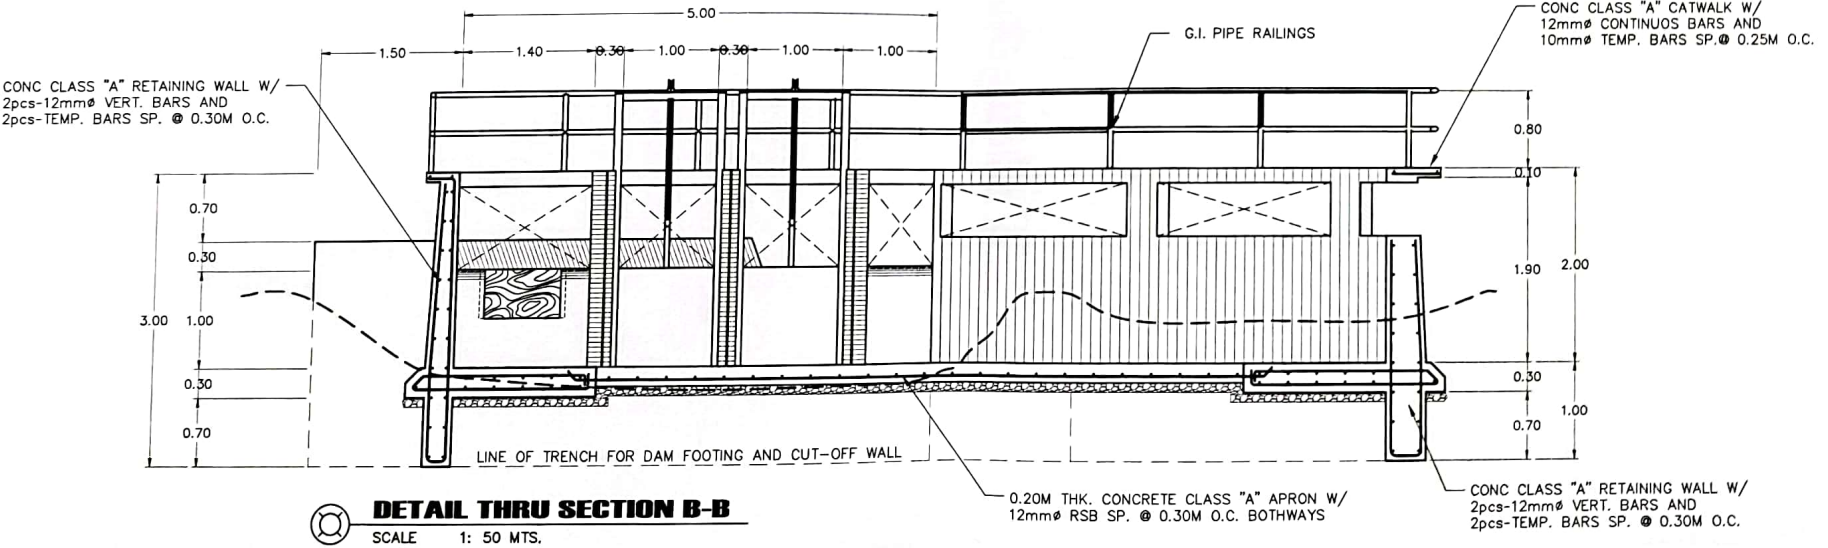 5.00
1.50
1.40
0.30
1.00
0.30
1.00
1.00
G.I. PIPE RAILINGS
CONC CLASS "A" CATWALK W/
12mmø CONTINUOS BARS AND
10mmø TEMP. BARS SP.@ 0.25M O.C.
CONC CLASS "A" RETAINING WALL W/
2pcs-12mmø VERT. BARS AND
2pcs-TEMP. BARS SP. @ 0.30M O.C.
0.80
0.10
0.70
0.30
1.90
2.00
3.00
1.00
0.30
0.30
0.70
0.70
1.00
LINE OF TRENCH FOR DAM FOOTING AND CUT-OFF WALL
0.20M THK. CONCRETE CLASS "A" APRON W/
12mmø RSB SP. @ 0.30M O.C. BOTHWAYS
CONC CLASS "A" RETAINING WALL W/
2pcs-12mmø VERT. BARS AND
2pcs-TEMP. BARS SP. @ 0.30M O.C.
DETAIL THRU SECTION B-B
SCALE 1: 50 MTS.